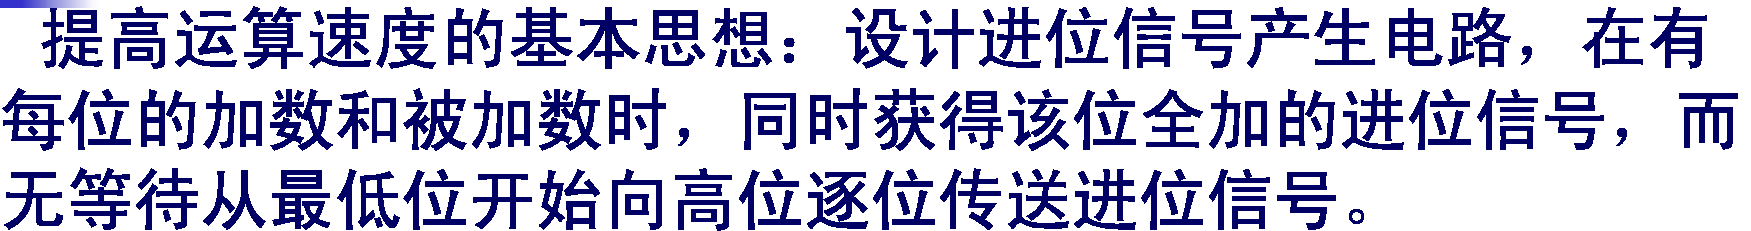 提高运算速度的基本思想：设计进位信号产生电路，在有
每位的加数和被加数时，同时获得该位全加的进位信号，而
无等待从最低位开始向高位逐位传送进位信号。